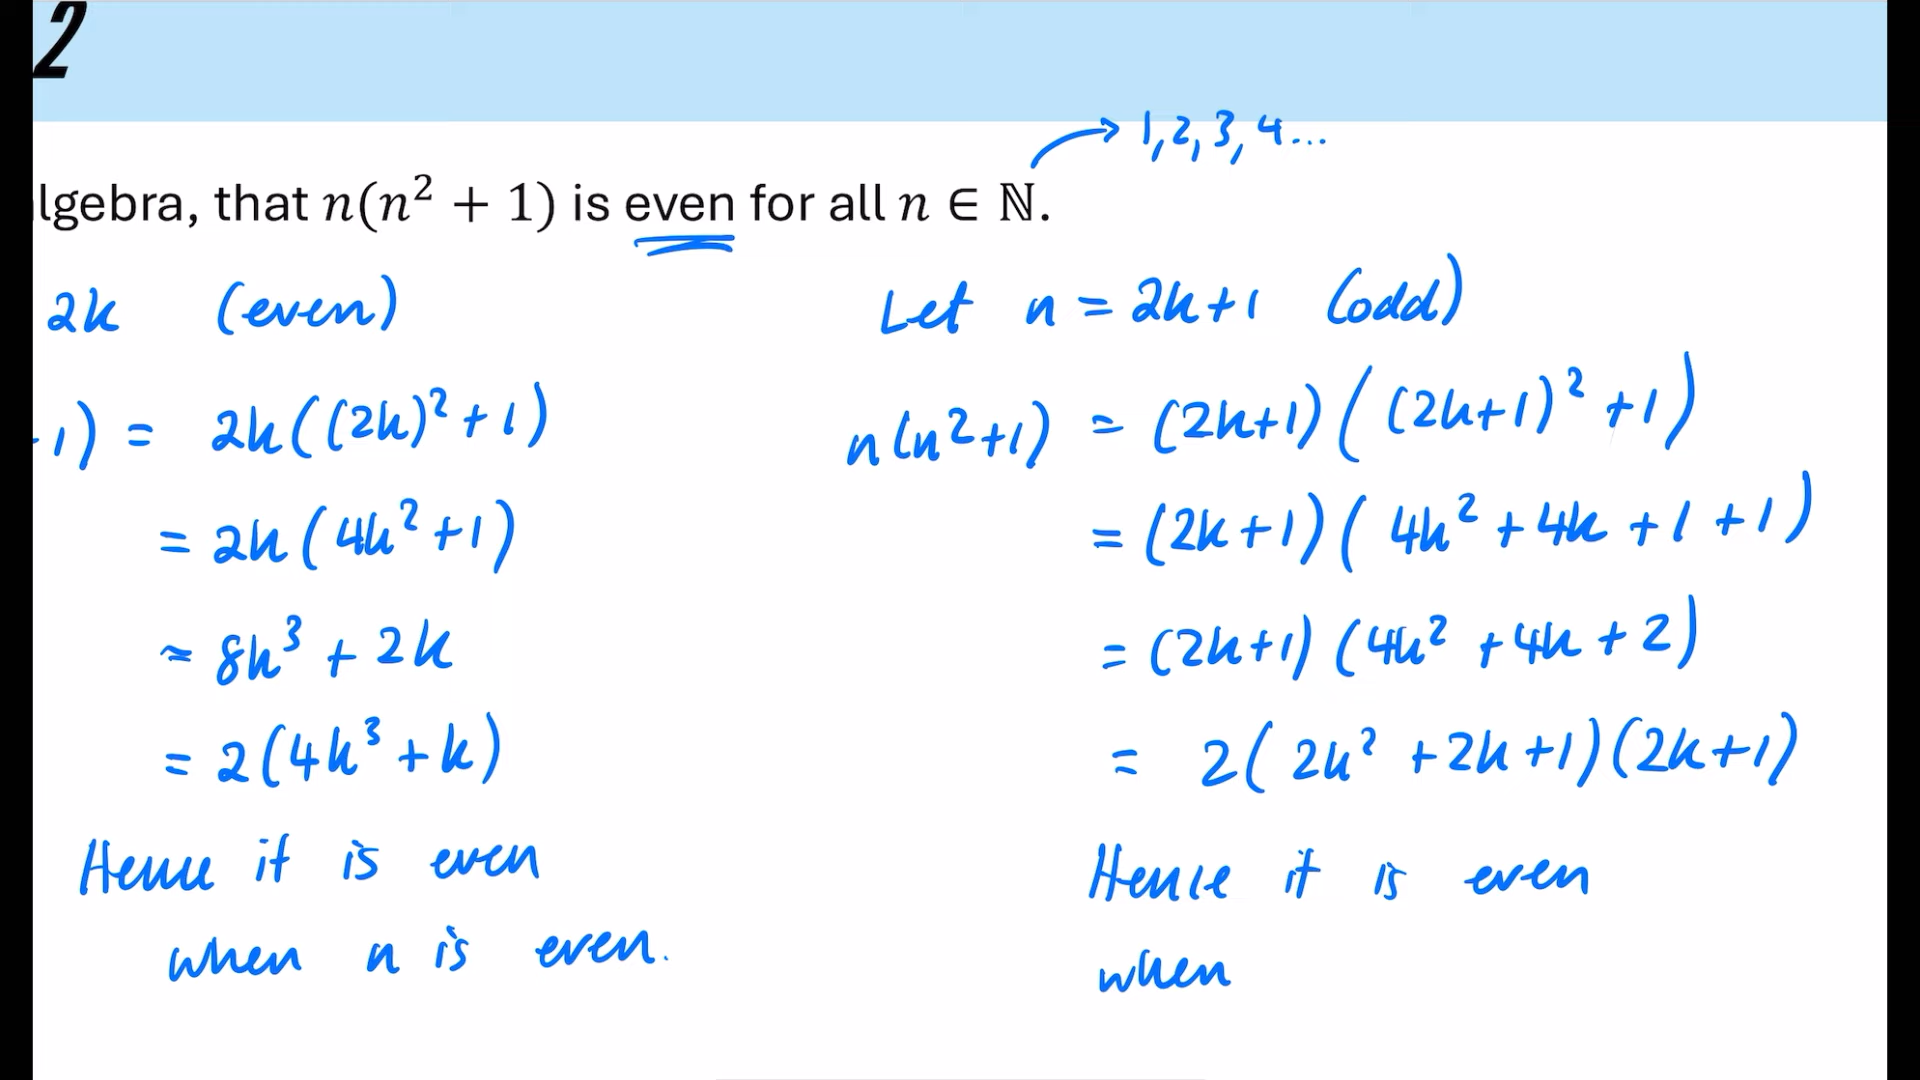 2
1, 2, 3, 4...
lgebra, that n(n² + 1) is even for all n ∈ ℕ.
2k (even)
1) = 2k((2k)² + 1)
= 2k(4k² + 1)
= 8k³ + 2k
= 2(4k³ + k)
Hence it is even
when n is even.
Let n = 2k+1 (odd)
n(n²+1) = (2k+1)((2k+1)² + 1)
= (2k+1)(4k² + 4k + 1 + 1)
= (2k+1)(4k² + 4k + 2)
= 2(2k² + 2k + 1)(2k+1)
Hence it is even
when